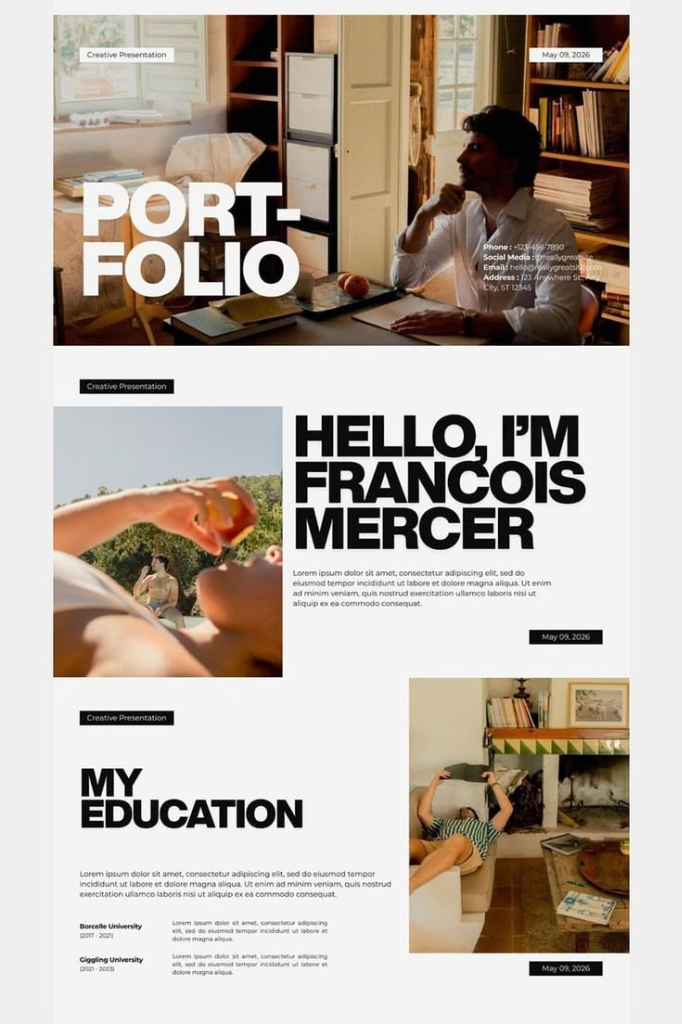 Creative Presentation
May 09, 2026
PORT-
FOLIO
Phone : +123-456-7890
Social Media : @reallygreatsite
Email: hello@reallygreatsite.com
Address : 123 Anywhere St., Any
City, ST 12345
Creative Presentation
HELLO, I'M
FRANCOIS
MERCER
Lorem ipsum dolor sit amet, consectetur adipiscing elit, sed do
eiusmod tempor incididunt ut labore et dolore magna aliqua. Ut enim
ad minim veniam, quis nostrud exercitation ullamco laboris nisi ut
aliquip ex ea commodo consequat.
May 09, 2026
Creative Presentation
MY
EDUCATION
Lorem ipsum dolor sit amet, consectetur adipiscing elit, sed do eiusmod tempor
incididunt ut labore et dolore magna aliqua. Ut enim ad minim veniam, quis nostrud
exercitation ullamco laboris nisi ut aliquip ex ea commodo consequat.
Borcelle University
(2017 - 2021)
Lorem ipsum dolor sit amet, consectetur adipiscing
elit, sed do eiusmod tempor incididunt ut labore et
dolore magna aliqua.
Giggling University
(2021 - 2023)
Lorem ipsum dolor sit amet, consectetur adipiscing
elit, sed do eiusmod tempor incididunt ut labore et
dolore magna aliqua.
May 09, 2026